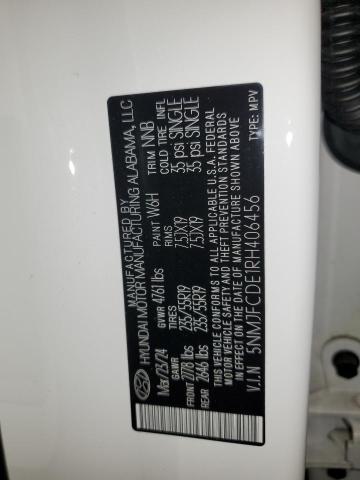 MANUFACTURED BY
HYUNDAI MOTOR MANUFACTURING ALABAMA, LLC
Mar/23/24 GVWR 4761lbs PAINT W6H TRIM NNB
GAWR RIMS COLD TIRE INFL
FRONT 2778 lbs 235/55R19 7.5JX19 35 psi SINGLE
REAR 2646 lbs 235/55R19 7.5JX19 35 psi SINGLE
THIS VEHICLE CONFORMS TO ALL APPLICABLE U.S.A. FEDERAL
MOTOR VEHICLE SAFETY AND THEFT PREVENTION STANDARDS
IN EFFECT ON THE DATE OF MANUFACTURE SHOWN ABOVE
V.I.N 5NMJFCDE1RH406456 TYPE: MPV